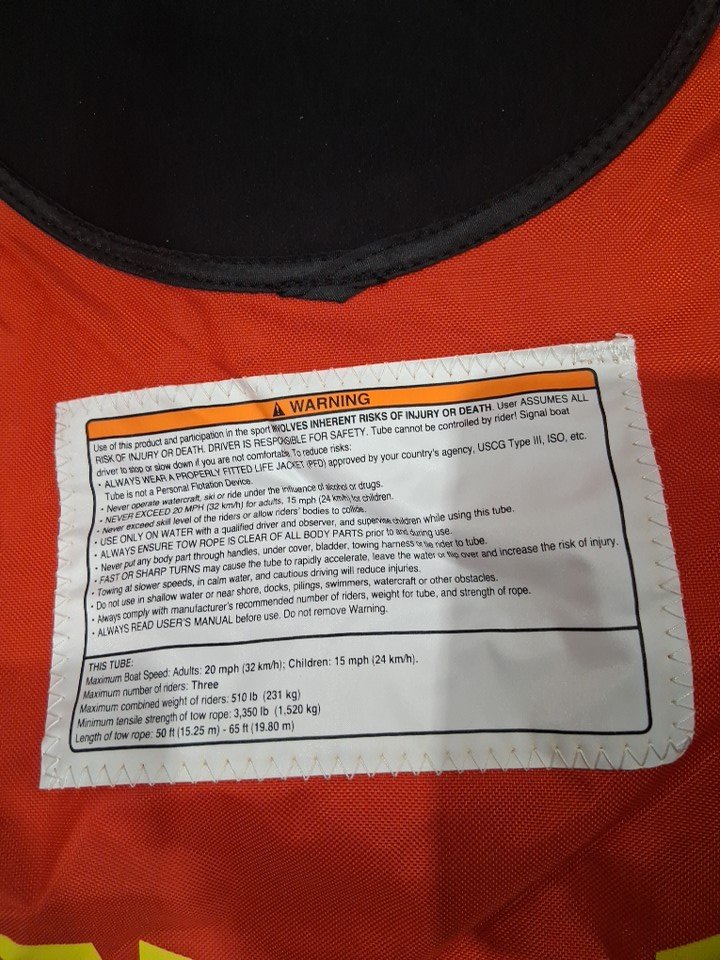 WARNING
Use of this product and participation in the sport INVOLVES INHERENT RISKS OF INJURY OR DEATH. User ASSUMES ALL
RISK OF INJURY OR DEATH. DRIVER IS RESPONSIBLE FOR SAFETY. Tube cannot be controlled by rider! Signal boat
driver to stop or slow down if you are not comfortable. To reduce risks:
• ALWAYS WEAR A PROPERLY FITTED LIFE JACKET (PFD) approved by your country's agency, USCG Type III, ISO, etc.
Tube is not a Personal Flotation Device.
• Never operate watercraft, ski or ride under the influence of alcohol or drugs.
• NEVER EXCEED 20 MPH (32 km/h) for adults, 15 mph (24 km/h) for children.
• Never exceed skill level of the riders or allow riders' bodies to collide.
• USE ONLY ON WATER with a qualified driver and observer, and supervise children while using this tube.
• ALWAYS ENSURE TOW ROPE IS CLEAR OF ALL BODY PARTS prior to and during use.
• Never put any body part through handles, under cover, bladder, towing harness or tie rider to tube.
• FAST OR SHARP TURNS may cause the tube to rapidly accelerate, leave the water or flip over and increase the risk of injury.
• Towing at slower speeds, in calm water, and cautious driving will reduce injuries.
• Do not use in shallow water or near shore, docks, pilings, swimmers, watercraft or other obstacles.
• Always comply with manufacturer's recommended number of riders, weight for tube, and strength of rope.
• ALWAYS READ USER'S MANUAL before use. Do not remove Warning.
THIS TUBE:
Maximum Boat Speed: Adults: 20 mph (32 km/h); Children: 15 mph (24 km/h).
Maximum number of riders: Three
Maximum combined weight of riders: 510 lb (231 kg)
Minimum tensile strength of tow rope: 3,350 lb (1,520 kg)
Length of tow rope: 50 ft (15.25 m) - 65 ft (19.80 m)